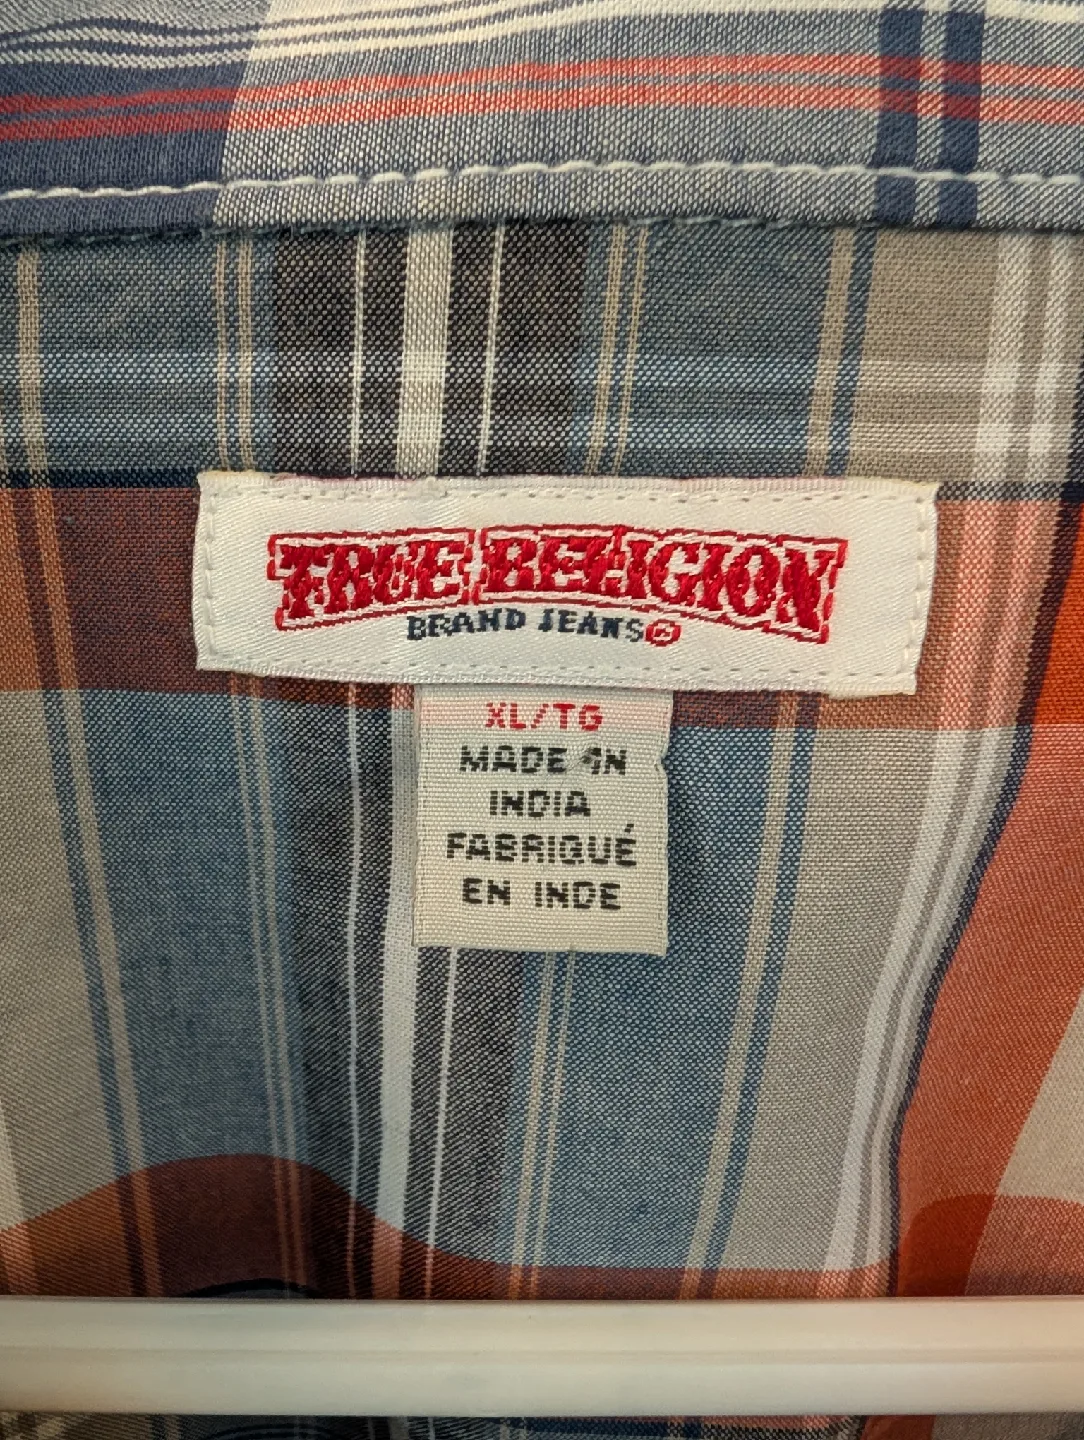 TRUE RELIGION
BRAND JEANS®
XL/TG
MADE IN
INDIA
FABRIQUÉ
EN INDE